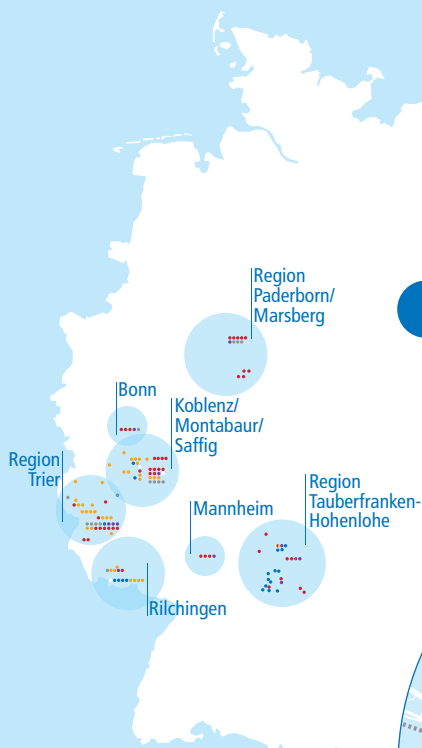 Region
Paderborn/
Marsberg
Bonn
Koblenz/
Montabaur/
Saffig
Region
Trier
Mannheim
Region
Tauberfranken-
Hohenlohe
Rilchingen